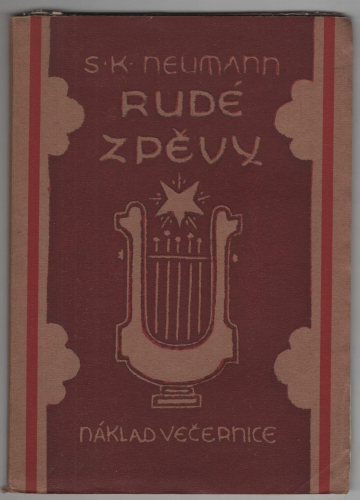 S·K·NEUMANN
RUDÉ
ZPĚVY
NÁKLAD VEČERNICE